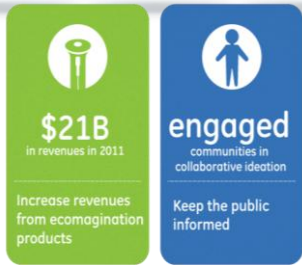 $21B
in revenues in 2011
Increase revenues
from ecomagination
products
engaged
communities in
collaborative ideation
Keep the public
informed